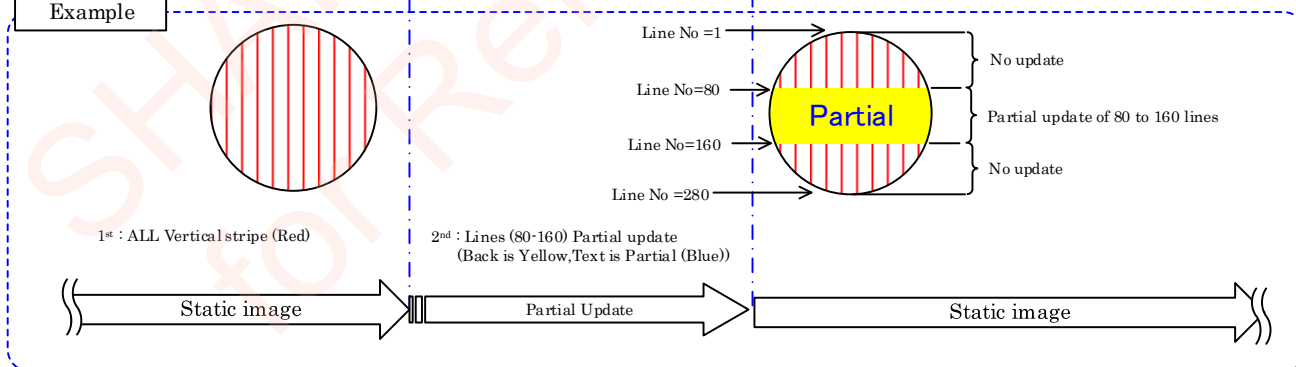 Example
Line No =1
No update
Line No=80
Partial
Partial update of 80 to 160 lines
Line No=160
No update
Line No =280
1st : ALL Vertical stripe (Red)
2nd : Lines (80-160) Partial update
(Back is Yellow,Text is Partial (Blue))
Static image
Partial Update
Static image
for